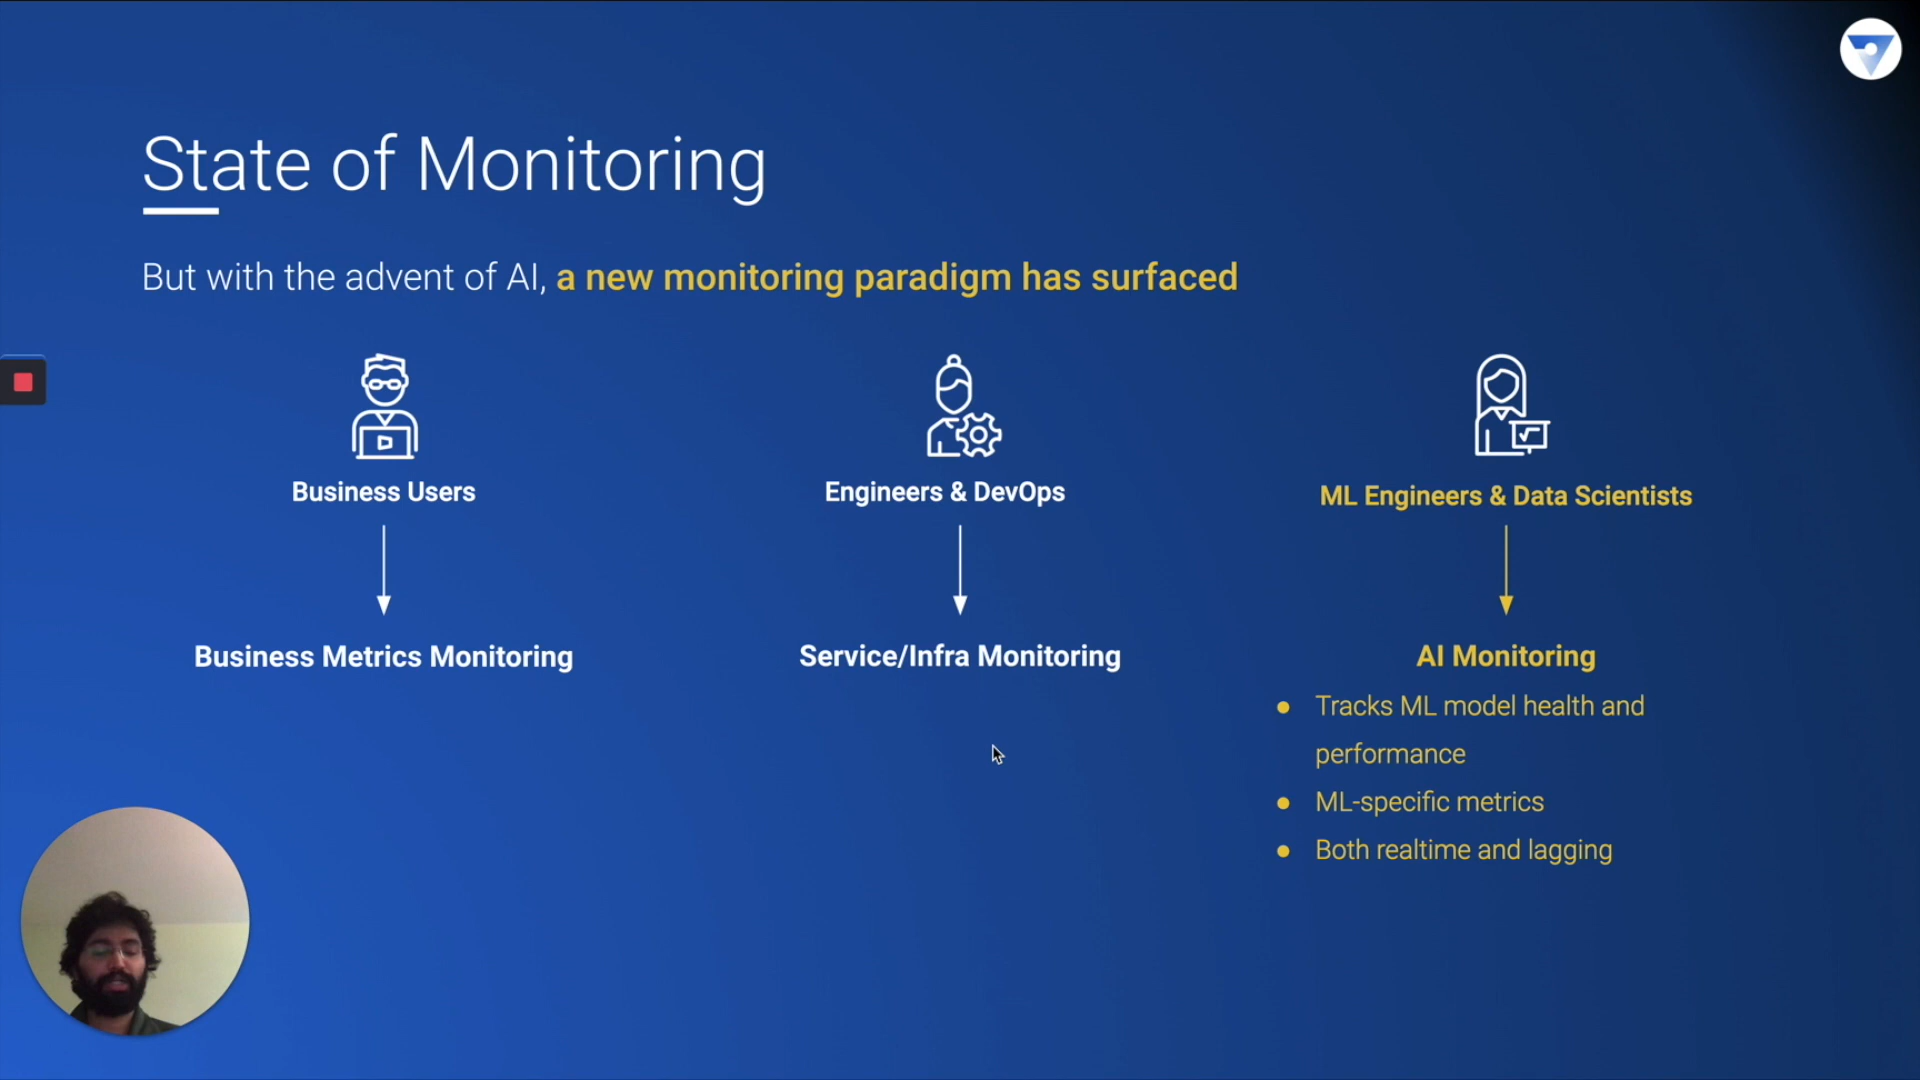 State of Monitoring
But with the advent of AI, a new monitoring paradigm has surfaced
Business Users
Engineers & DevOps
ML Engineers & Data Scientists
Business Metrics Monitoring
Service/Infra Monitoring
AI Monitoring
● Tracks ML model health and
performance
● ML-specific metrics
● Both realtime and lagging